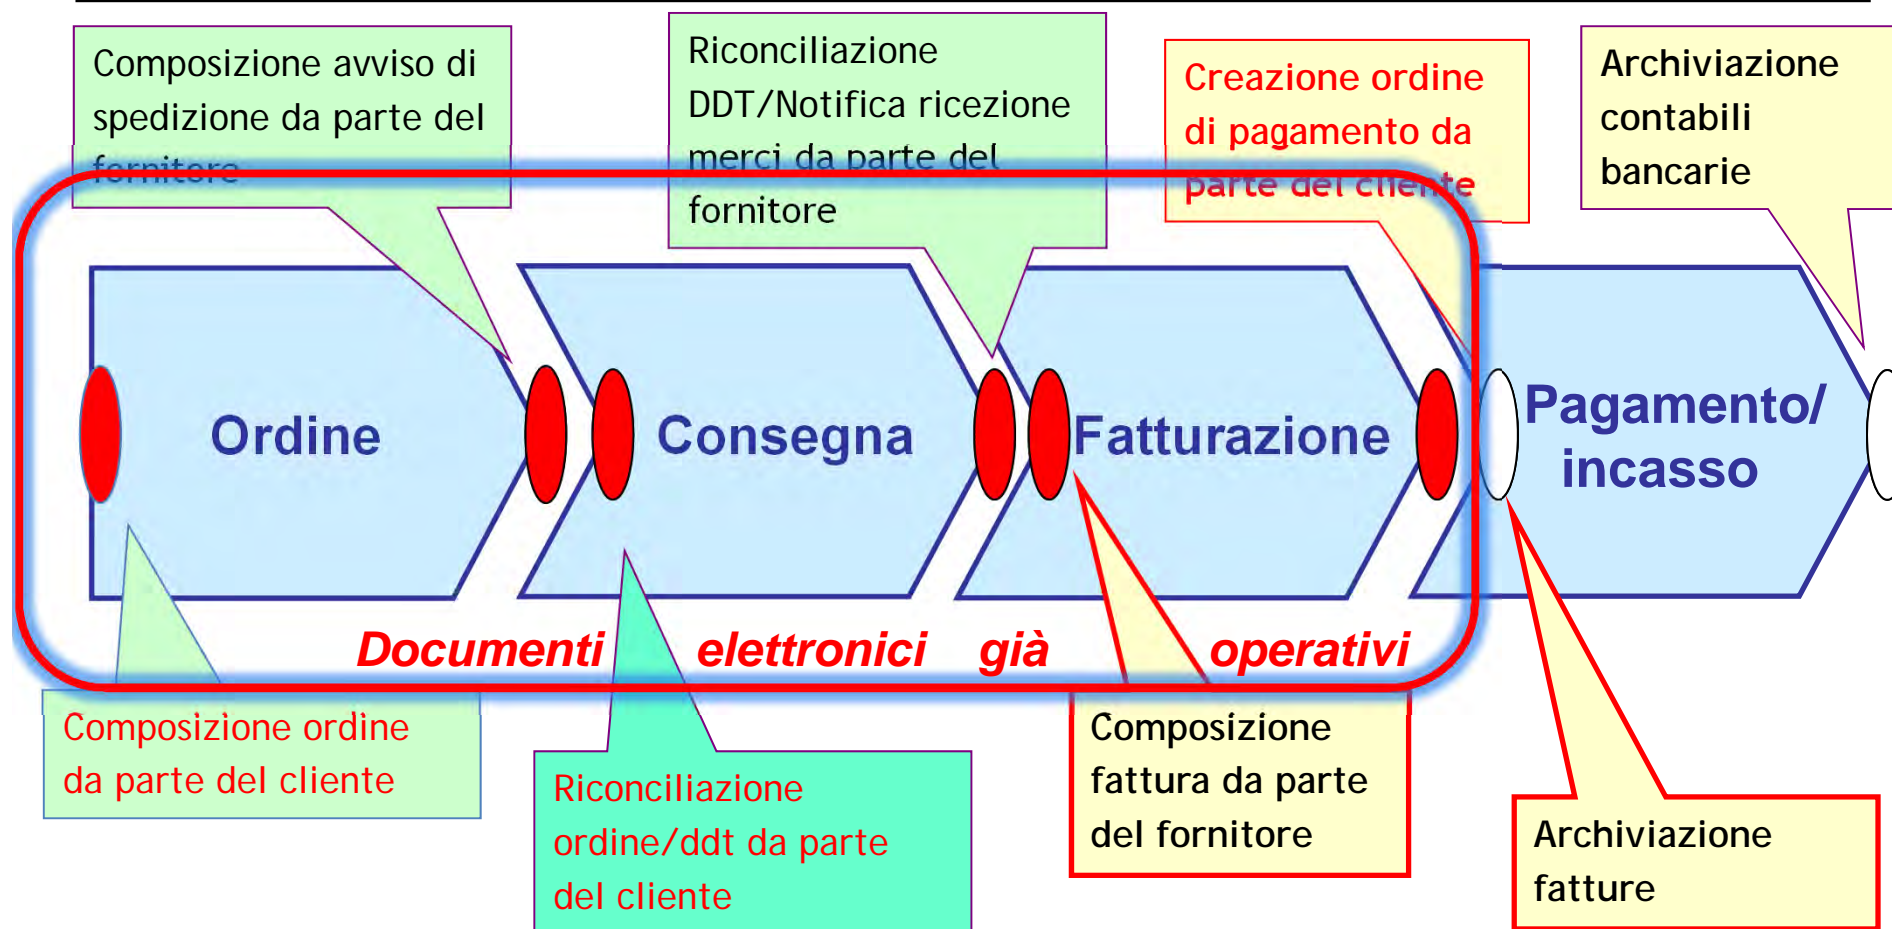 Composizione avviso di
spedizione da parte del
fornitore
Riconciliazione
DDT/Notifica ricezione
merci da parte del
fornitore
Creazione ordine
di pagamento da
parte del cliente
Archiviazione
contabili
bancarie
Ordine
Consegna
Fatturazione
Pagamento/
incasso
Documenti elettronici già operativi
Composizione ordine
da parte del cliente
Riconciliazione
ordine/ddt da parte
del cliente
Composizione
fattura da parte
del fornitore
Archiviazione
fatture